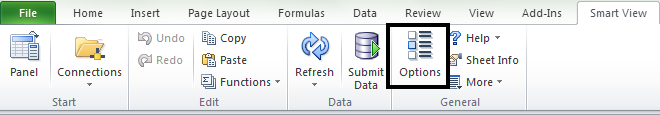 File Home Insert Page Layout Formulas Data Review View Add-Ins Smart View
Panel
Connections
Undo
Redo
Copy
Paste
Functions
Refresh
Submit
Data
Options
Help
Sheet Info
More
Start Edit Data General